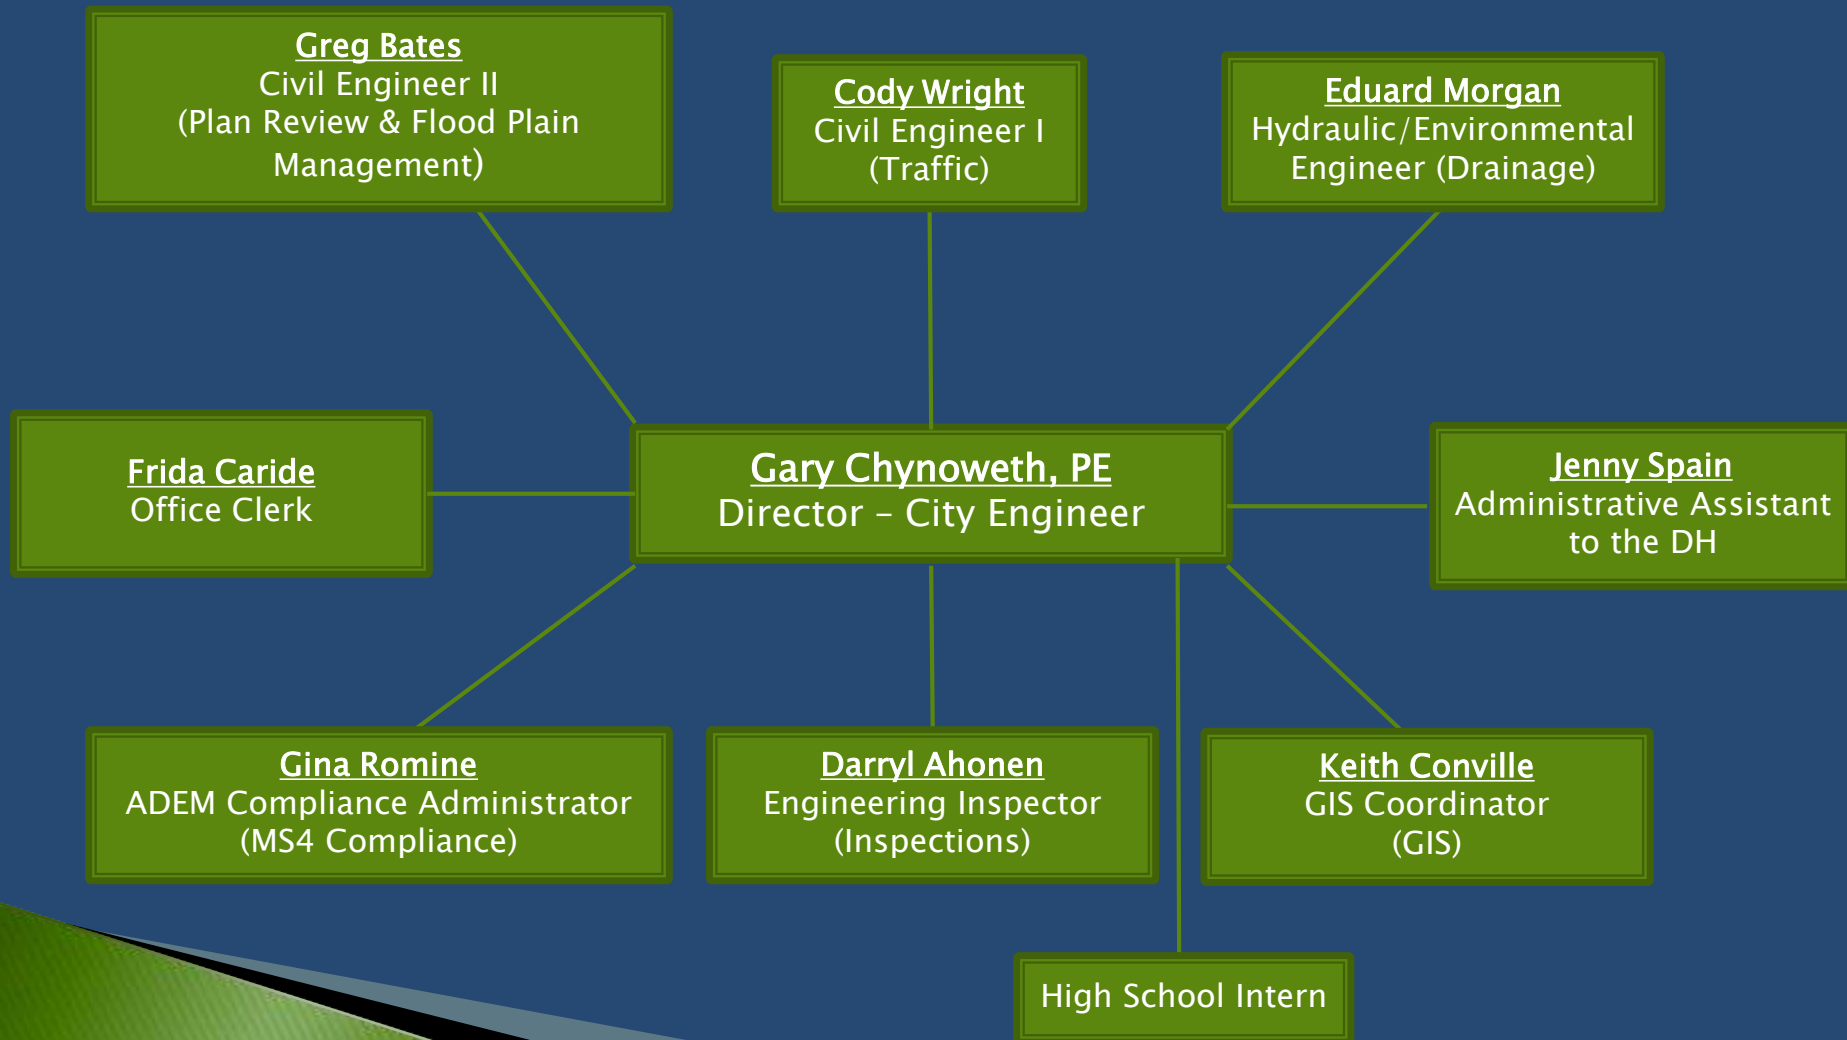 Greg Bates
Civil Engineer II
(Plan Review & Flood Plain
Management)
Cody Wright
Civil Engineer I
(Traffic)
Eduard Morgan
Hydraulic/Environmental
Engineer (Drainage)
Frida Caride
Office Clerk
Gary Chynoweth, PE
Director – City Engineer
Jenny Spain
Administrative Assistant
to the DH
Gina Romine
ADEM Compliance Administrator
(MS4 Compliance)
Darryl Ahonen
Engineering Inspector
(Inspections)
Keith Conville
GIS Coordinator
(GIS)
High School Intern